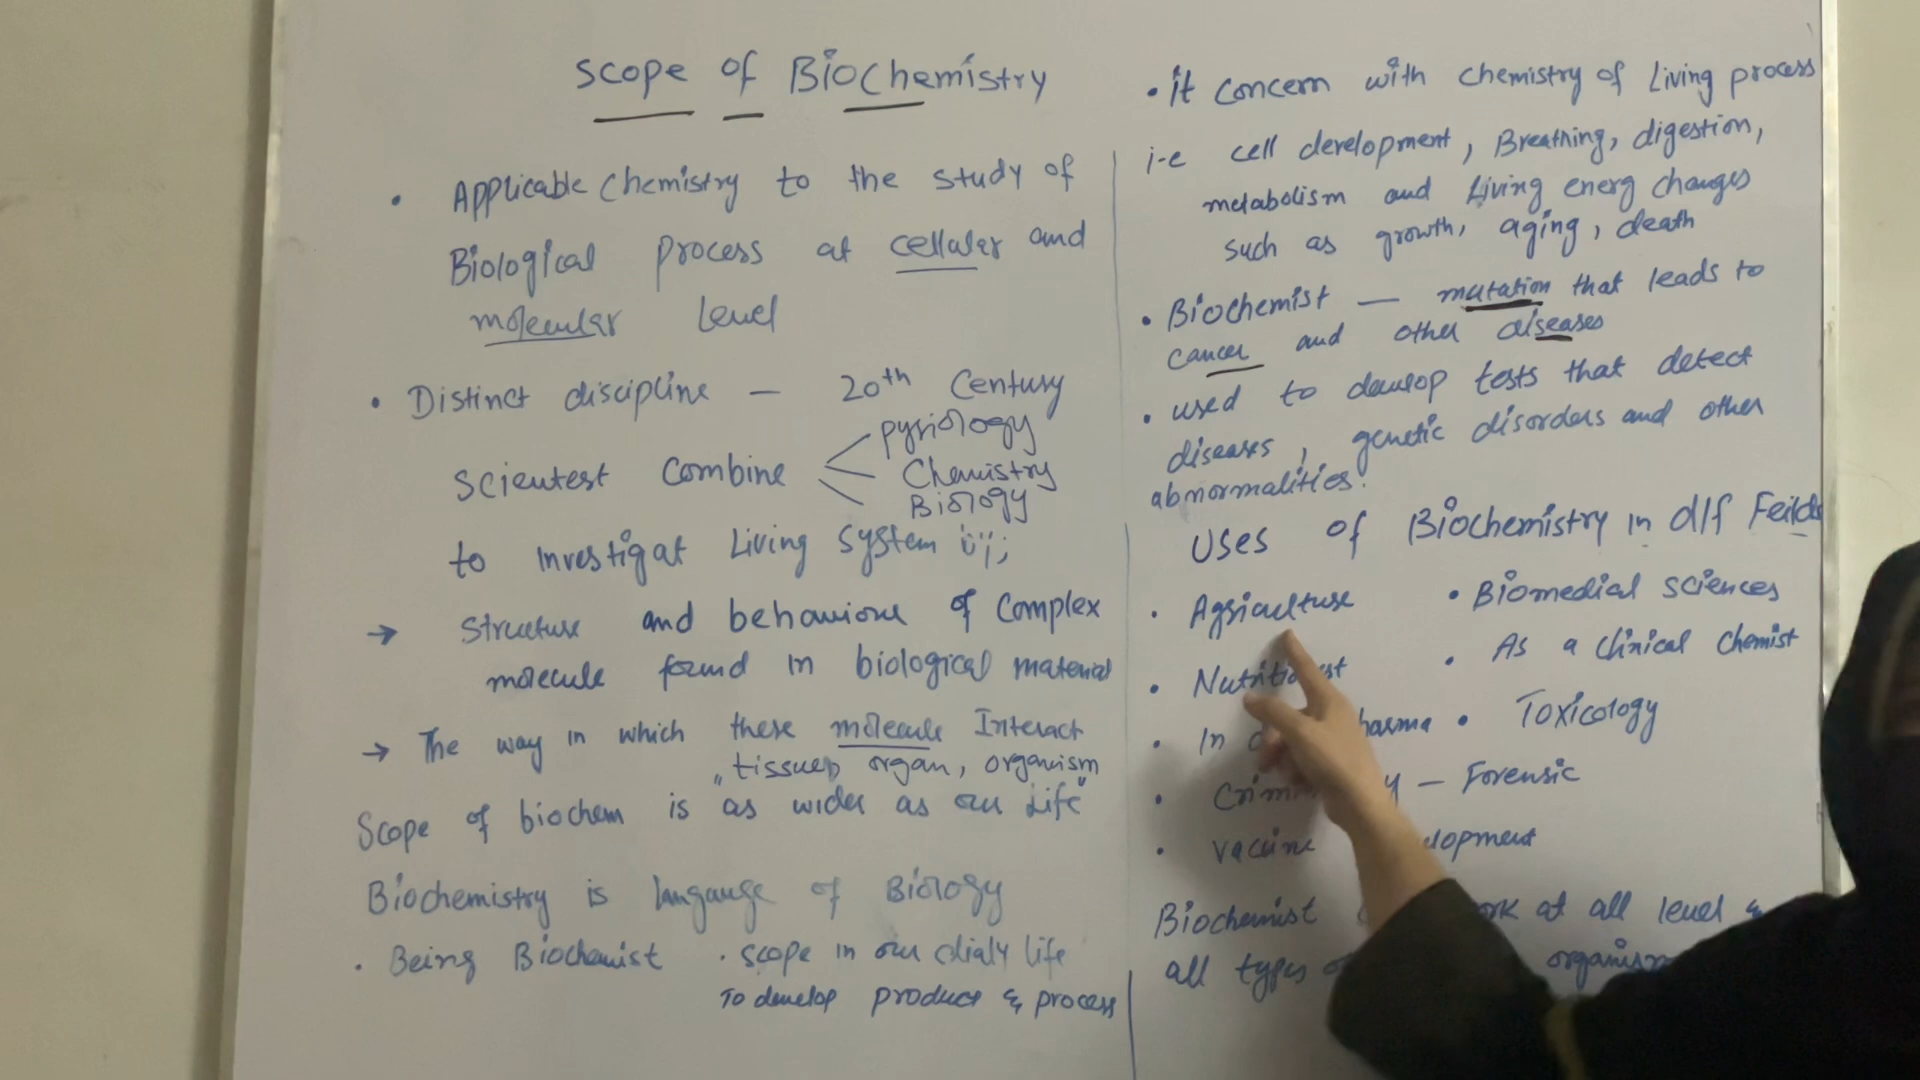 Scope of BioChemistry
• Applicable Chemistry to the study of
Biological process at cellular and
molecular level
• Distinct discipline — 20th Century
Scientest Combine
pysiology
Chemistry
Biology
to investigat Living system
→ Structure and behaviour of Complex
molecule found in biological material
→ The way in which these molecule Interact
"tissues, organ, organism
Scope of biochem is "as wider as our Life"
Biochemistry is langauge of Biology
• Being Biochemist
• scope in our dialy life
To develop product & process
• it concern with chemistry of Living process
i-e cell development, Breathing, digestion,
metabolism and Living energ changes
such as growth, aging, death
• Biochemist — mutation that leads to
cancer and other diseases
• used to develop tests that detect
diseases, genetic disorders and other
abnormalities.
Uses of Biochemistry in dif Feilds
• Agriculture
• Nutritionist
• In
• 
— Forensic
• Vaccine
• Biomedial sciences
• As a Clinical Chemist
• Toxicology
Biochemist at all level &
all types organism